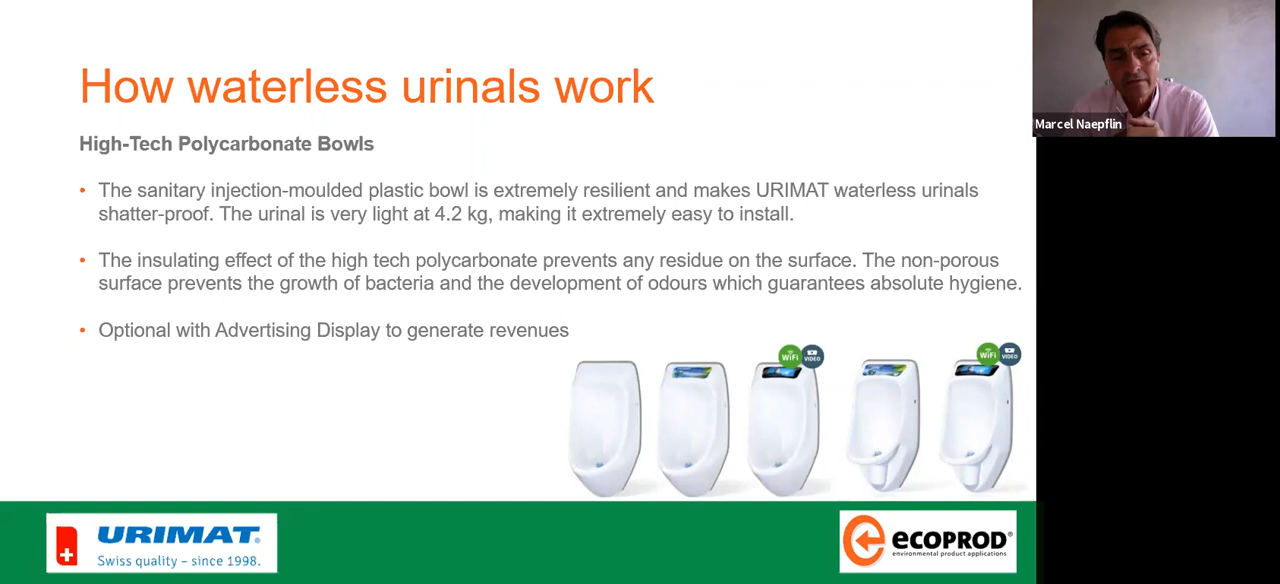 How waterless urinals work
Marcel Naepflin
High-Tech Polycarbonate Bowls
• The sanitary injection-moulded plastic bowl is extremely resilient and makes URIMAT waterless urinals
shatter-proof. The urinal is very light at 4.2 kg, making it extremely easy to install.
• The insulating effect of the high tech polycarbonate prevents any residue on the surface. The non-porous
surface prevents the growth of bacteria and the development of odours which guarantees absolute hygiene.
• Optional with Advertising Display to generate revenues
WiFi
VIDEO
WiFi
VIDEO
URIMAT®
Swiss quality – since 1998.
ECOPROD®
environmental product applications